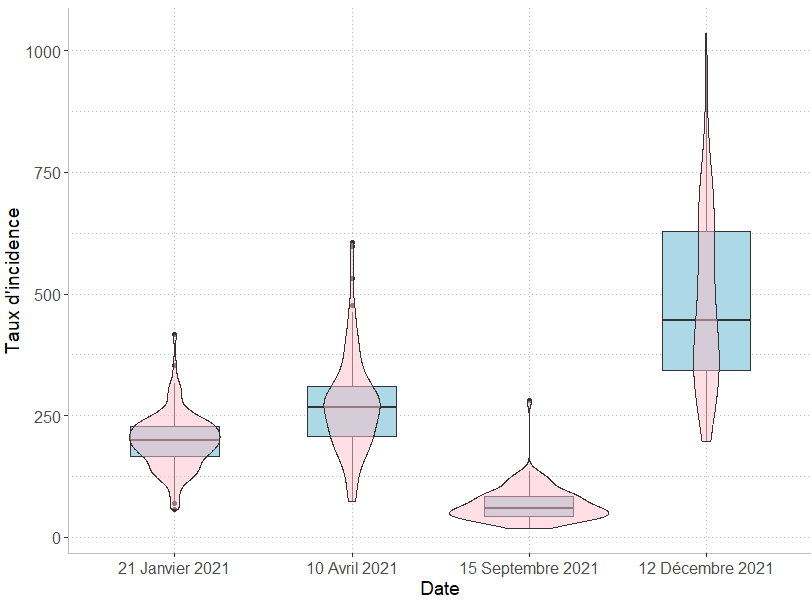 1000
750
500
250
0
Taux d'incidence
21 Janvier 2021
10 Avril 2021
15 Septembre 2021
12 Décembre 2021
Date